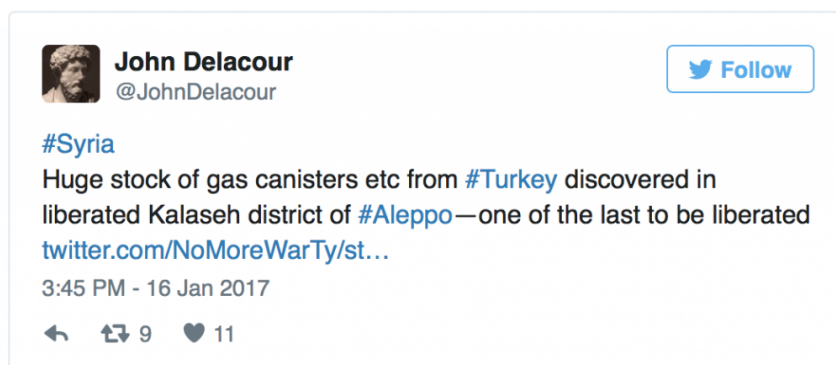 John Delacour
@JohnDelacour
Follow
#Syria
Huge stock of gas canisters etc from #Turkey discovered in
liberated Kalaseh district of #Aleppo—one of the last to be liberated
twitter.com/NoMoreWarTy/st…
3:45 PM - 16 Jan 2017
9 11